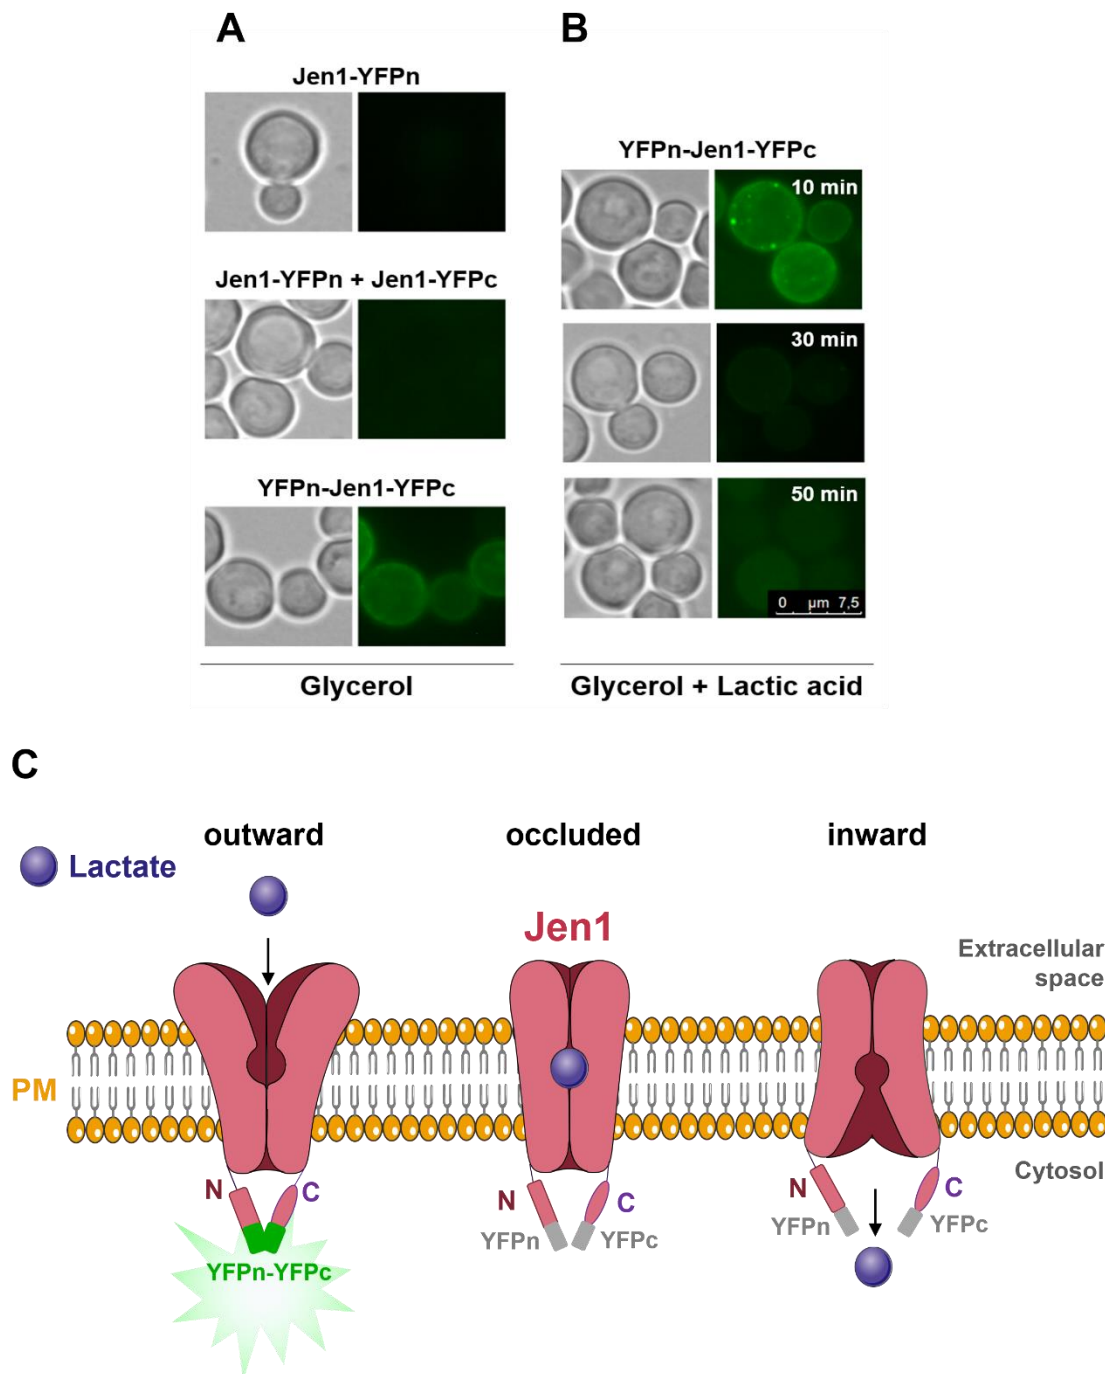 A
Jen1-YFPn
Jen1-YFPn + Jen1-YFPc
YFPn-Jen1-YFPc
Glycerol
B
YFPn-Jen1-YFPc
10 min
30 min
50 min
0 µm 7,5
Glycerol + Lactic acid
C
outward
occluded
inward
Lactate
Jen1
Extracellular
space
PM
Cytosol
N
C
YFPn-YFPc
N
C
YFPn
YFPc
N
C
YFPn
YFPc